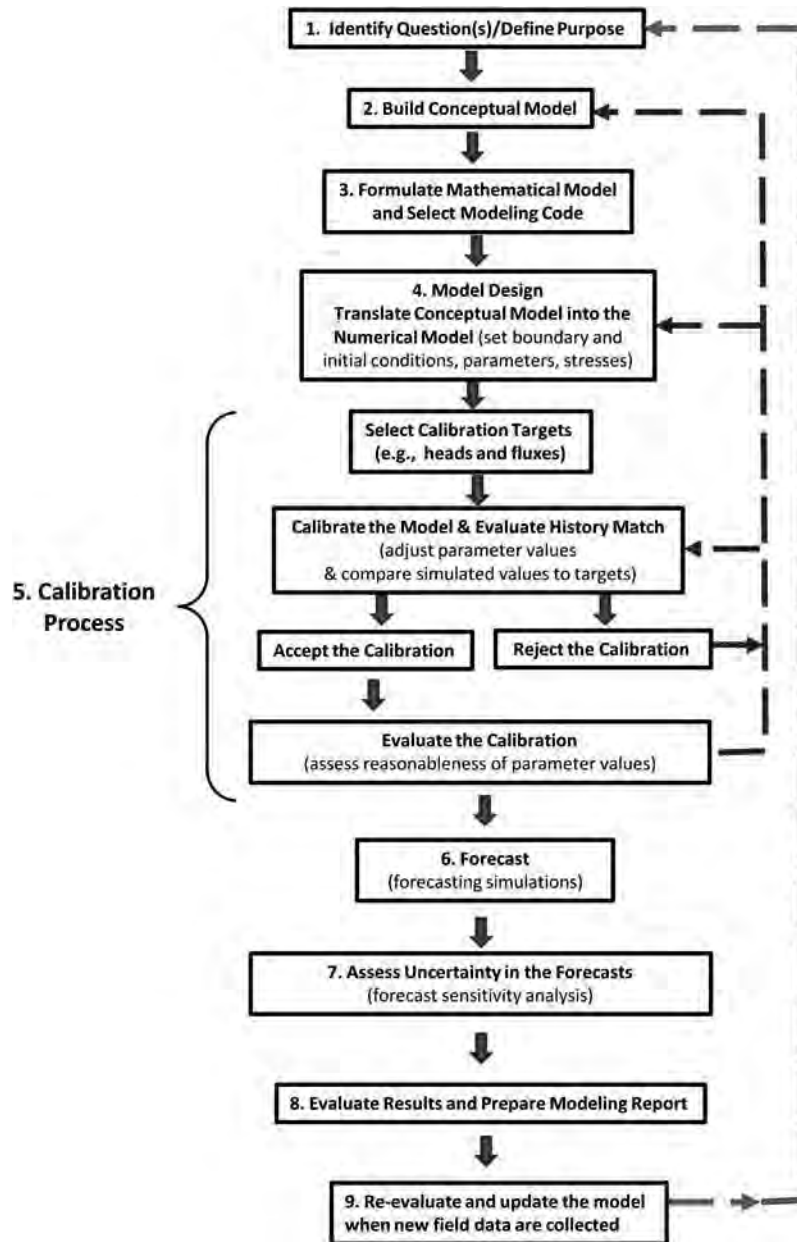 1. Identify Question(s)/Define Purpose
2. Build Conceptual Model
3. Formulate Mathematical Model
and Select Modeling Code
4. Model Design
Translate Conceptual Model into the
Numerical Model (set boundary and
initial conditions, parameters, stresses)
Select Calibration Targets
(e.g., heads and fluxes)
Calibrate the Model & Evaluate History Match
(adjust parameter values
& compare simulated values to targets)
5. Calibration
Process
Accept the Calibration
Reject the Calibration
Evaluate the Calibration
(assess reasonableness of parameter values)
6. Forecast
(forecasting simulations)
7. Assess Uncertainty in the Forecasts
(forecast sensitivity analysis)
8. Evaluate Results and Prepare Modeling Report
9. Re-evaluate and update the model
when new field data are collected